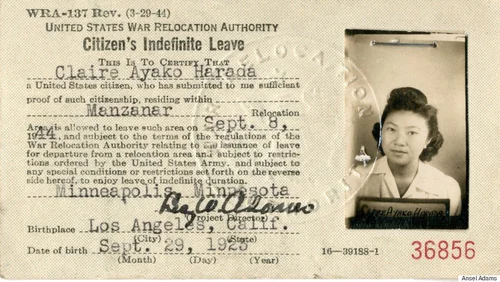 WRA-137 Rev. (3-29-44)
UNITED STATES WAR RELOCATION AUTHORITY
Citizen's Indefinite Leave
THIS IS TO CERTIFY THAT
Claire Ayako Harada
a United States citizen, who has submitted to me sufficient
proof of such citizenship, residing within
Manzanar Relocation
Area is allowed to leave such area on Sept. 8,
1944, and subject to the terms of the regulations of the
War Relocation Authority relating to the issuance of leave
for departure from a relocation area and subject to restric-
tions ordered by the United States Army, and subject to
any special conditions or restrictions set forth on the reverse
side hereof, to enjoy leave of indefinite duration.
Minneapolis, Minnesota
Project Director)
Birthplace Los Angeles, Calif.
(City) (State)
Date of birth Sept. 29, 1925
(Month) (Day) (Year)
RELOCATION
AYAKO HARADA
16—39188-1
36856
Ansel Adams